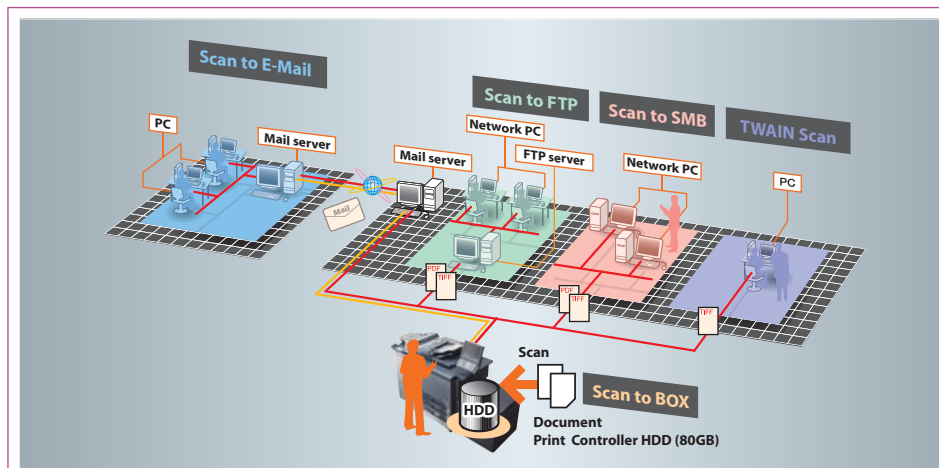 Scan to E-Mail
Scan to FTP
Scan to SMB
TWAIN Scan
PC
Mail server
Mail server
Network PC
FTP server
Network PC
PC
Mail
PDF
TIFF
PDF
TIFF
TIFF
Scan
HDD
Scan to BOX
Document
Print Controller HDD (80GB)